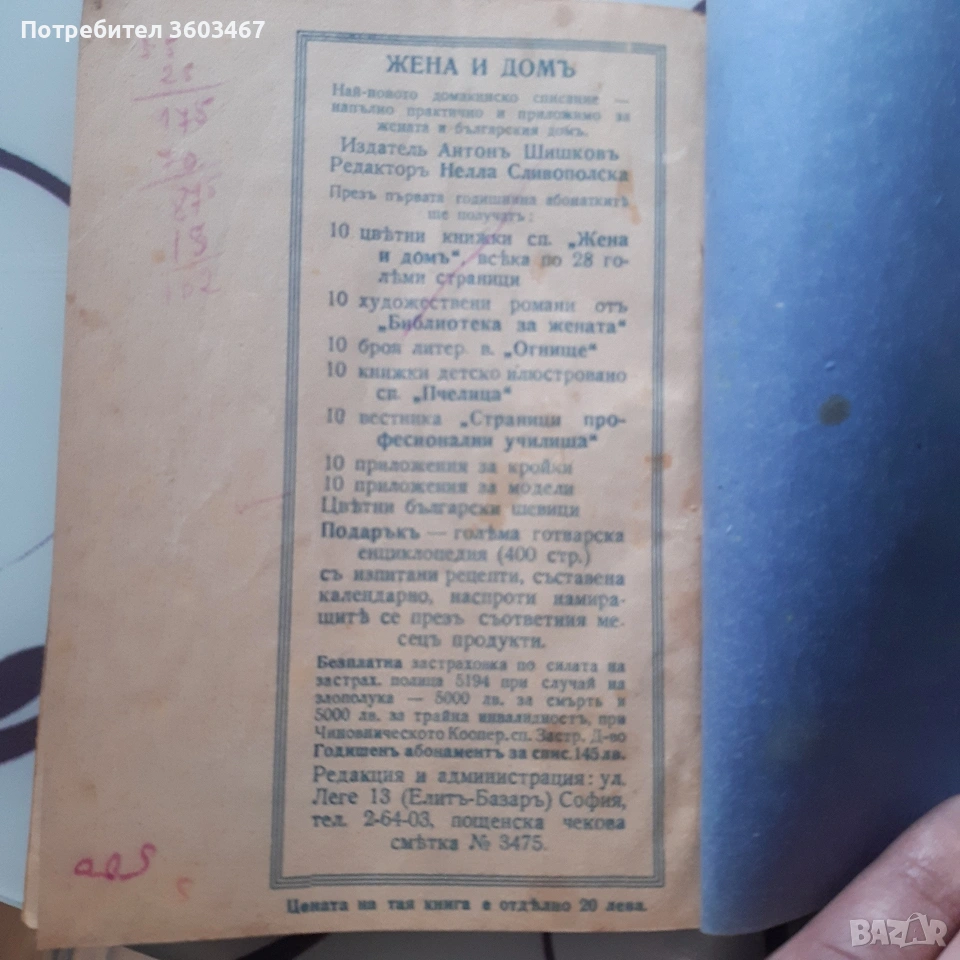 Потребител 3603467
ЖЕНА И ДОМЪ
Най-новото домакинско списание —
напълно практично и приложимо за
жената и българския домъ.
Издатель Антонъ Шишковъ
Редакторъ Нелла Сливополска
Презъ първата годишнина абонаткитѣ
ще получатъ:
10 цвѣтни книжки сп. „Жена
и домъ“, всѣка по 28 го-
лѣми страници
10 художествени романи отъ
„Библиотека за жената“
10 броя литер. в. „Огнище“
10 книжки детско илюстровано
сп. „Пчелица“
10 вестника „Страници про-
фесионални училища“
10 приложения за кройки
10 приложения за модели
Цвѣтни български шевици
Подаръкъ — голѣма готварска
енциклопедия (400 стр.)
съ изпитани рецепти, съставена
календарно, наспроти намира-
щитѣ се презъ съответния ме-
сецъ продукти.
Безплатна застраховка по силата на
застрах. полица 5194 при случай на
злополука — 5000 лв. за смърть и
5000 лв. за трайна инвалидность, при
Чиновническото Коопер. сп. Застр. Д-во
Годишенъ абонаментъ за спис. 145 лв.
Редакция и администрация: ул.
Леге 13 (Елитъ-Базаръ) София,
тел. 2-64-03, пощенска чекова
смѣтка № 3475.
Цената на тая книга е отдѣлно 20 лева.
25
175
BAZAR